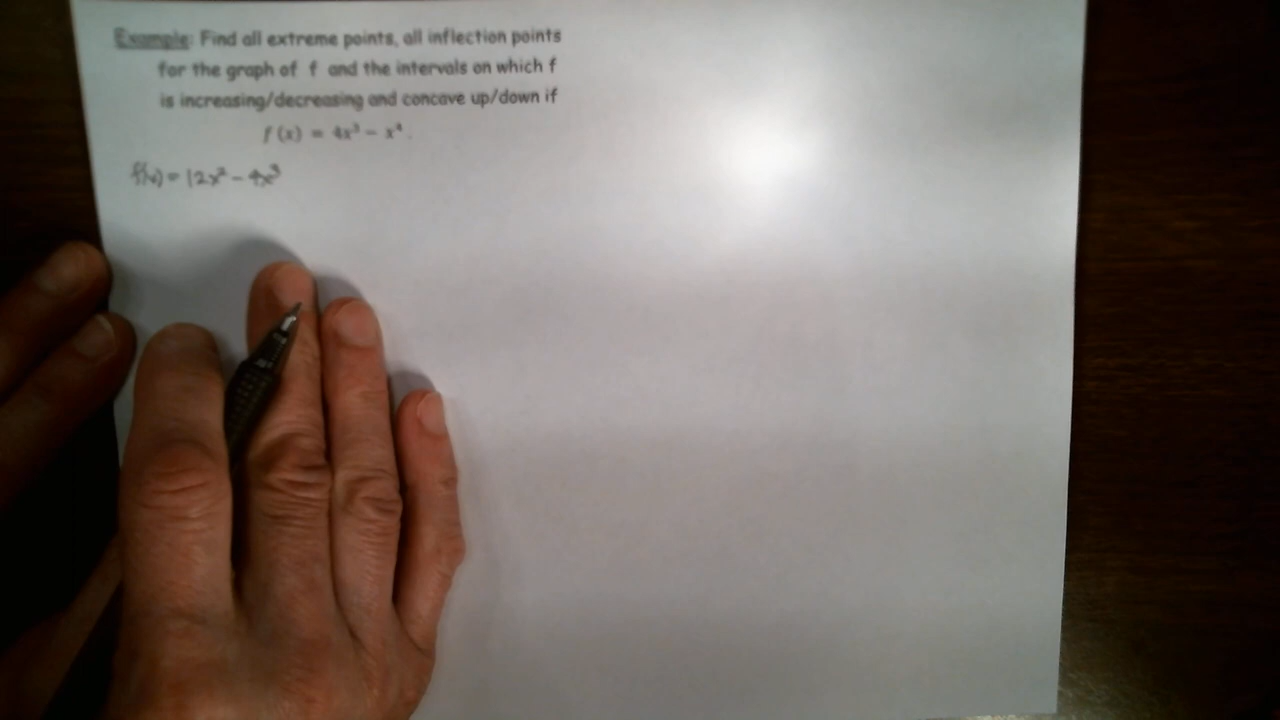 Example: Find all extreme points, all inflection points
for the graph of f and the intervals on which f
is increasing/decreasing and concave up/down if
f (x) = 4x³ − x⁴.
f'(x) = 12x² − 4x³